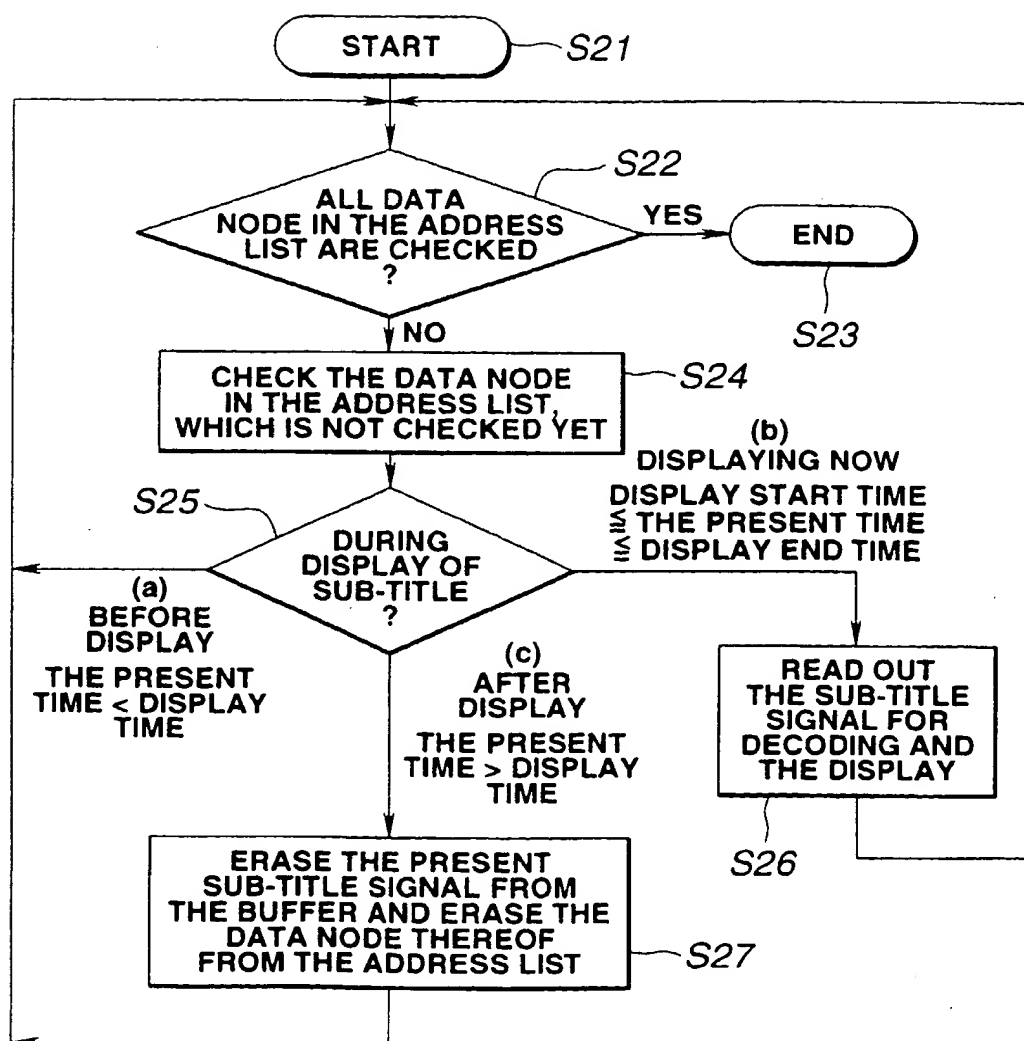 START
S21
S22
ALL DATA
NODE IN THE ADDRESS
LIST ARE CHECKED
?
YES
END
S23
NO
CHECK THE DATA NODE
IN THE ADDRESS LIST,
WHICH IS NOT CHECKED YET
S24
(b)
DISPLAYING NOW
DISPLAY START TIME
≦ THE PRESENT TIME
≦ DISPLAY END TIME
S25
DURING
DISPLAY OF
SUB-TITLE
?
(a)
BEFORE
DISPLAY
THE PRESENT
TIME < DISPLAY
TIME
(c)
AFTER
DISPLAY
THE PRESENT
TIME > DISPLAY
TIME
READ OUT
THE SUB-TITLE
SIGNAL FOR
DECODING AND
THE DISPLAY
S26
ERASE THE PRESENT
SUB-TITLE SIGNAL FROM
THE BUFFER AND ERASE THE
DATA NODE THEREOF
FROM THE ADDRESS LIST
S27